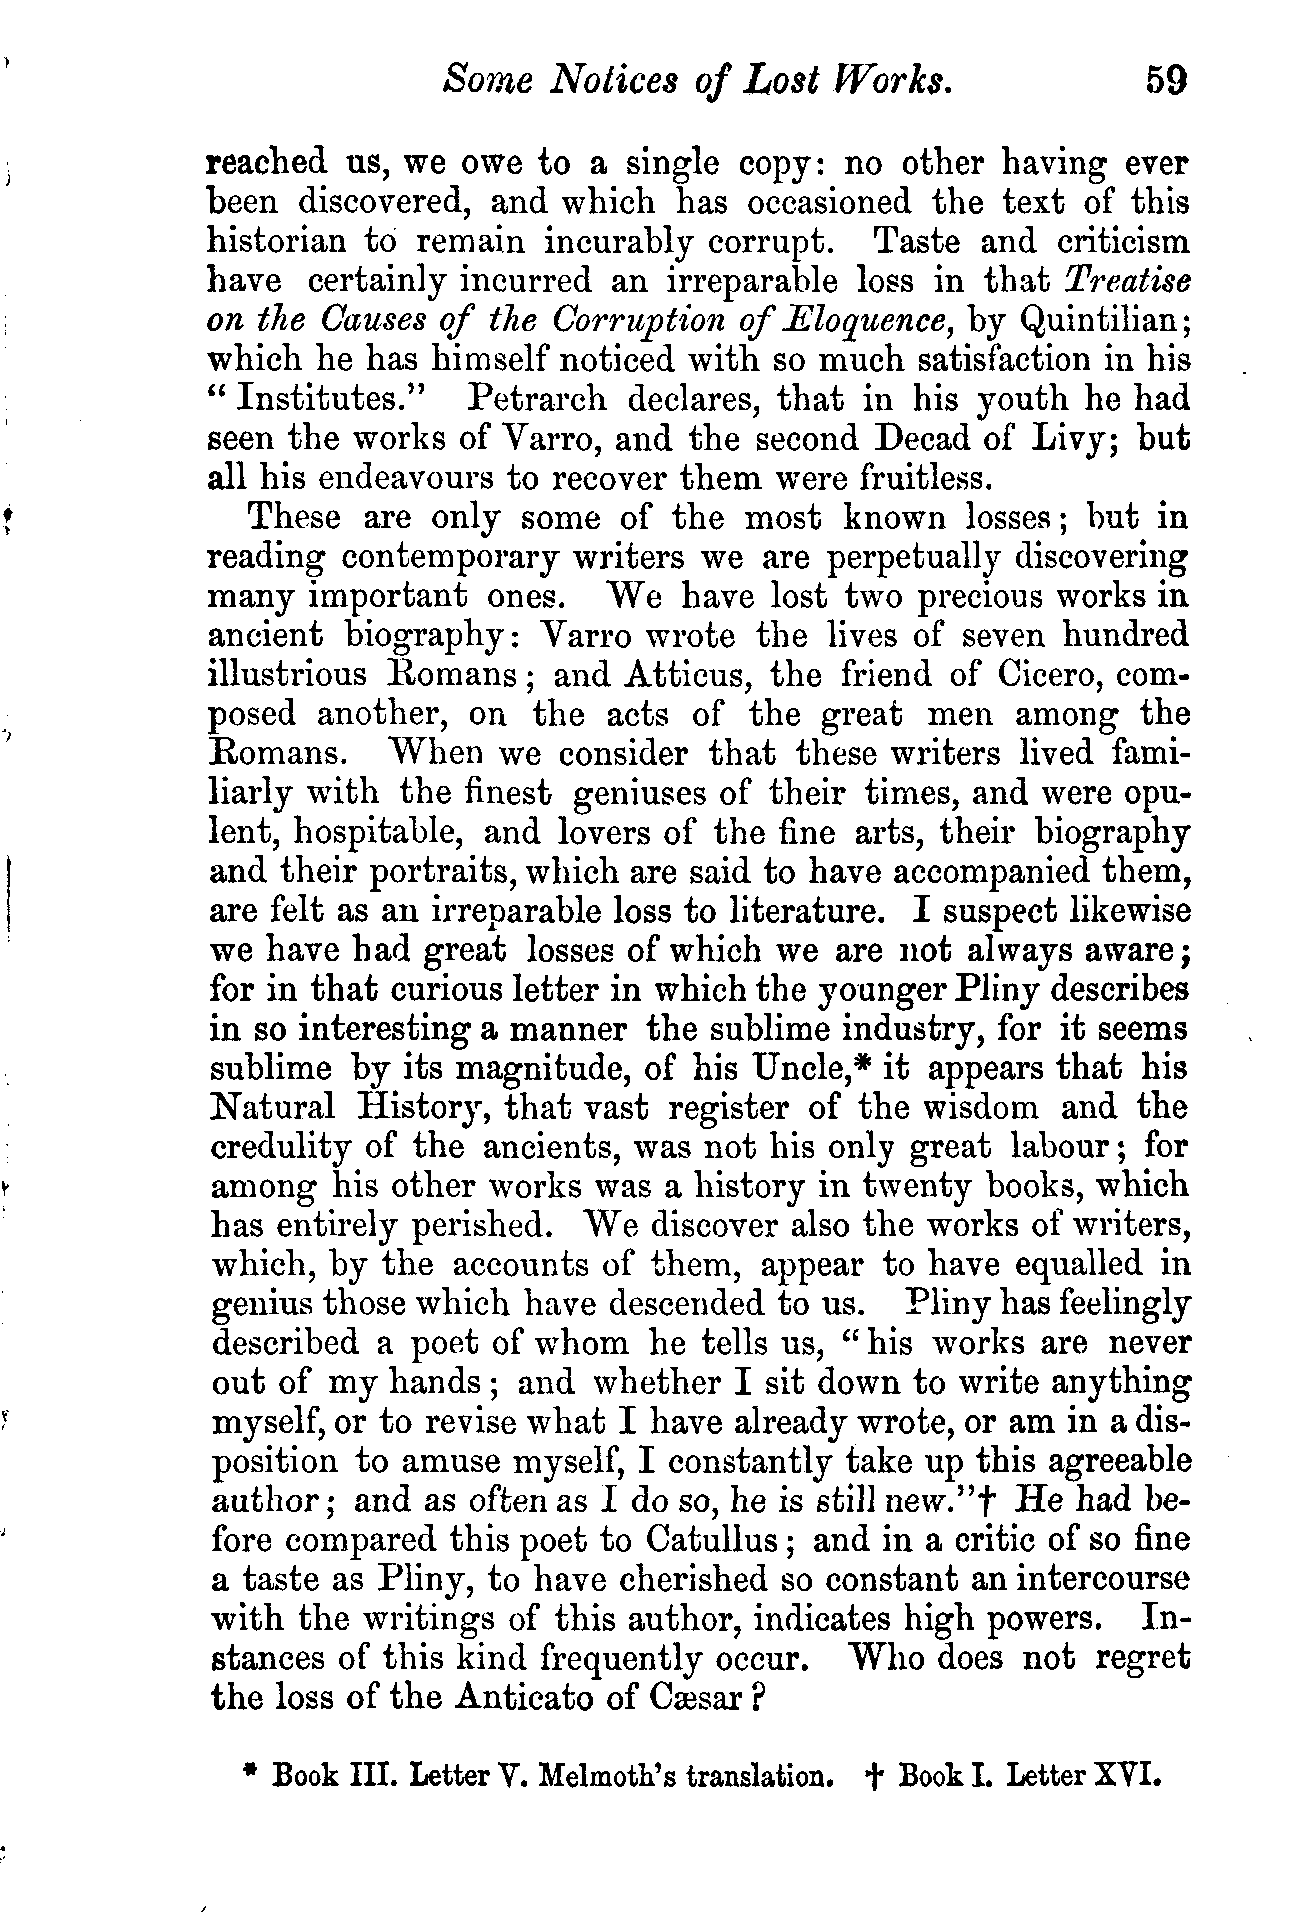 Some Notices of Lost Works. 59
reached us, we owe to a single copy: no other having ever
been discovered, and which has occasioned the text of this
historian to remain incurably corrupt. Taste and criticism
have certainly incurred an irreparable loss in that Treatise
on the Causes of the Corruption of Eloquence, by Quintilian;
which he has himself noticed with so much satisfaction in his
“ Institutes.” Petrarch declares, that in his youth he had
seen the works of Varro, and the second Decad of Livy; but
all his endeavours to recover them were fruitless.
These are only some of the most known losses; but in
reading contemporary writers we are perpetually discovering
many important ones. We have lost two precious works in
ancient biography: Varro wrote the lives of seven hundred
illustrious Romans; and Atticus, the friend of Cicero, com-
posed another, on the acts of the great men among the
Romans. When we consider that these writers lived fami-
liarly with the finest geniuses of their times, and were opu-
lent, hospitable, and lovers of the fine arts, their biography
and their portraits, which are said to have accompanied them,
are felt as an irreparable loss to literature. I suspect likewise
we have had great losses of which we are not always aware;
for in that curious letter in which the younger Pliny describes
in so interesting a manner the sublime industry, for it seems
sublime by its magnitude, of his Uncle,* it appears that his
Natural History, that vast register of the wisdom and the
credulity of the ancients, was not his only great labour; for
among his other works was a history in twenty books, which
has entirely perished. We discover also the works of writers,
which, by the accounts of them, appear to have equalled in
genius those which have descended to us. Pliny has feelingly
described a poet of whom he tells us, “ his works are never
out of my hands; and whether I sit down to write anything
myself, or to revise what I have already wrote, or am in a dis-
position to amuse myself, I constantly take up this agreeable
author; and as often as I do so, he is still new.”† He had be-
fore compared this poet to Catullus; and in a critic of so fine
a taste as Pliny, to have cherished so constant an intercourse
with the writings of this author, indicates high powers. In-
stances of this kind frequently occur. Who does not regret
the loss of the Anticato of Cæsar?
* Book III. Letter V. Melmoth's translation. † Book I. Letter XVI.